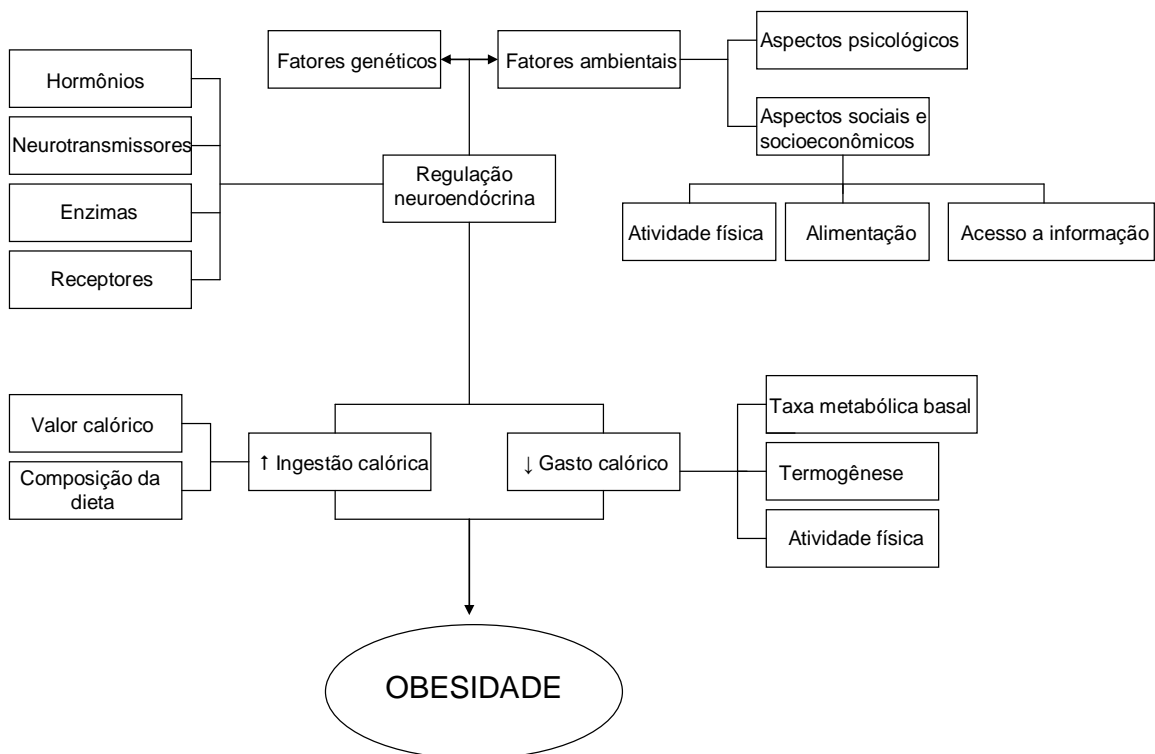 Fatores genéticos
Fatores ambientais
Aspectos psicológicos
Aspectos sociais e
socioeconômicos
Hormônios
Neurotransmissores
Enzimas
Receptores
Regulação
neuroendócrina
Atividade física
Alimentação
Acesso a informação
Valor calórico
Composição da
dieta
↑ Ingestão calórica
↓ Gasto calórico
Taxa metabólica basal
Termogênese
Atividade física
OBESIDADE